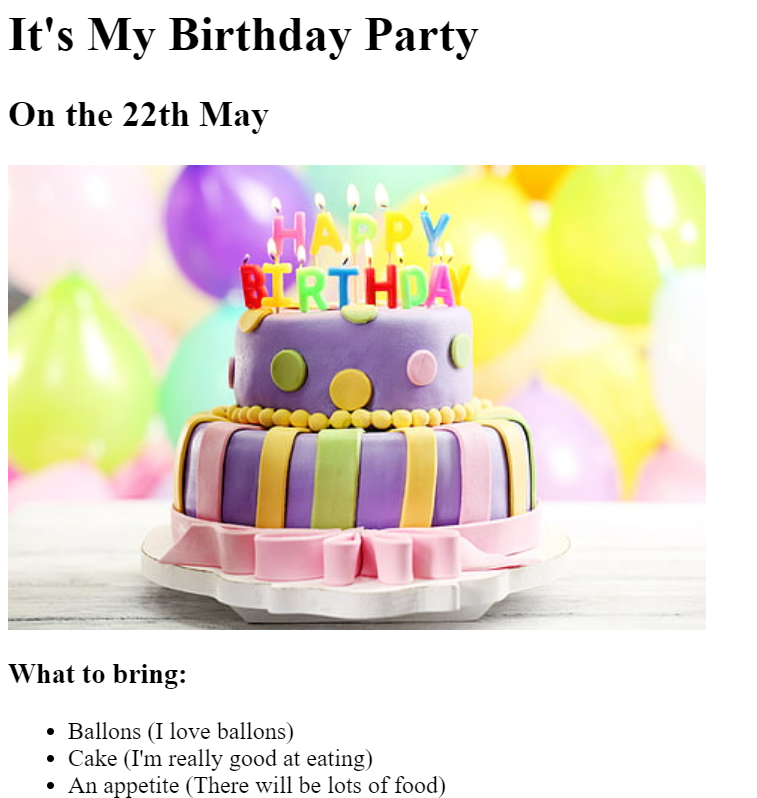 It's My Birthday Party
On the 22th May
HAPPY
BIRTHDAY
What to bring:
Ballons (I love ballons)
Cake (I'm really good at eating)
An appetite (There will be lots of food)